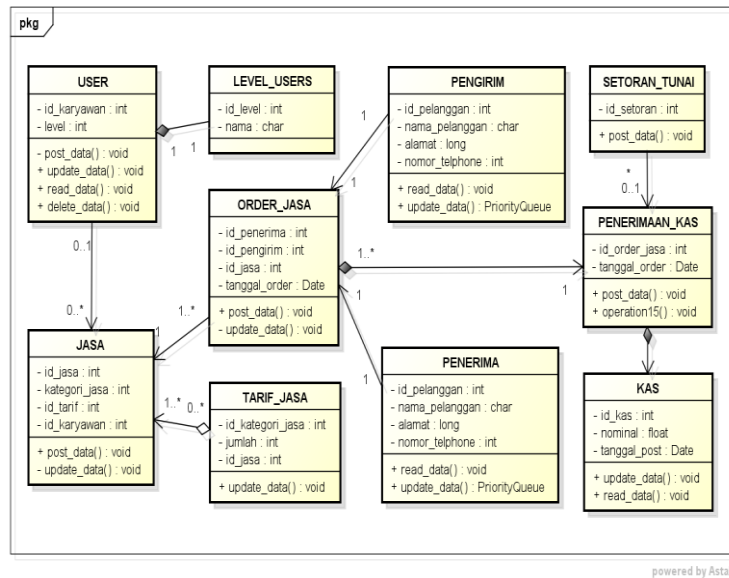 pkg
USER
- id_karyawan : int
- level : int
- post_data() : void
+ update_data() : void
+ read_data() : void
+ delete_data() : void
LEVEL_USERS
- id_level : int
- nama : char
1
1
PENGIRIM
- id_pelanggan : int
- nama_pelanggan : char
- alamat : long
- nomor_telphone : int
+ read_data() : void
+ update_data() : PriorityQueue
1
1
SETORAN_TUNAI
- id_setoran : int
+ post_data() : void
*
0..1
ORDER_JASA
- id_penerima : int
- id_pengirim : int
- id_jasa : int
- tanggal_order : Date
+ post_data() : void
- update_data() : void
1..*
1
PENERIMAAN_KAS
- id_order_jasa : int
- tanggal_order : Date
+ post_data() : void
+ operation15() : void
0..1
0..*
1..*
1
1
1
JASA
- id_jasa : int
- kategori_jasa : int
- id_tarif : int
- id_karyawan : int
+ post_data() : void
- update_data() : void
1..*
0..*
TARIF_JASA
- id_kategori_jasa : int
- jumlah : int
- id_jasa : int
+ update_data() : void
PENERIMA
- id_pelanggan : int
- nama_pelanggan : char
- alamat : long
- nomor_telphone : int
+ read_data() : void
+ update_data() : PriorityQueue
KAS
- id_kas : int
- nominal : float
- tanggal_post : Date
+ update_data() : void
+ read_data() : void
powered by Asta